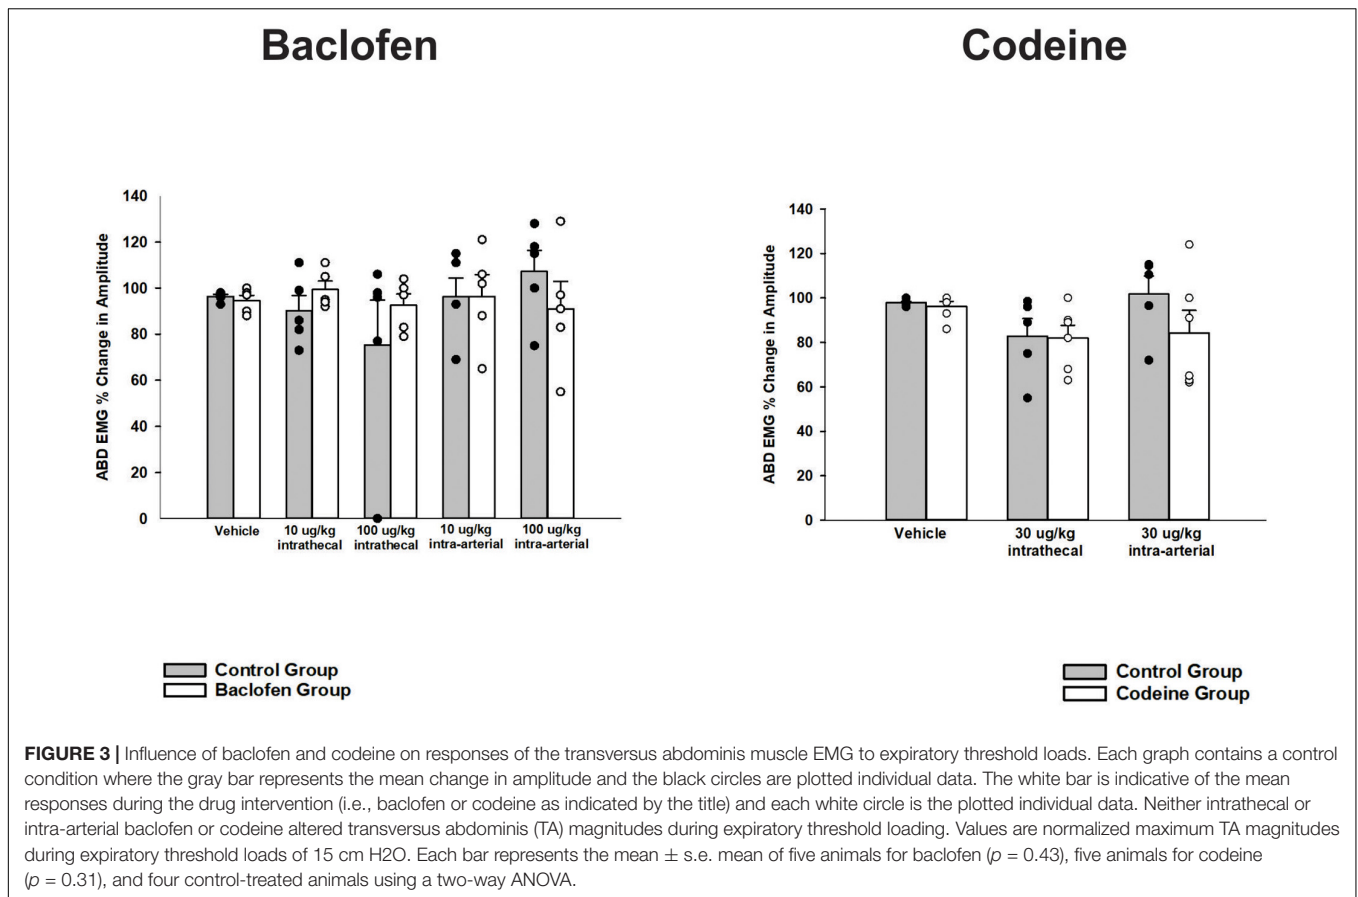 Baclofen
Codeine
140
120
100
80
60
40
20
0
ABD EMG % Change in Amplitude
Vehicle
10 ug/kg
intrathecal
100 ug/kg
intrathecal
10 ug/kg
intra-arterial
100 ug/kg
intra-arterial
Control Group
Baclofen Group
140
120
100
80
60
40
20
0
ABD EMG % Change in Amplitude
Vehicle
30 ug/kg
intrathecal
30 ug/kg
intra-arterial
Control Group
Codeine Group
FIGURE 3 | Influence of baclofen and codeine on responses of the transversus abdominis muscle EMG to expiratory threshold loads. Each graph contains a control
condition where the gray bar represents the mean change in amplitude and the black circles are plotted individual data. The white bar is indicative of the mean
responses during the drug intervention (i.e., baclofen or codeine as indicated by the title) and each white circle is the plotted individual data. Neither intrathecal or
intra-arterial baclofen or codeine altered transversus abdominis (TA) magnitudes during expiratory threshold loading. Values are normalized maximum TA magnitudes
during expiratory threshold loads of 15 cm H2O. Each bar represents the mean ± s.e. mean of five animals for baclofen (p = 0.43), five animals for codeine
(p = 0.31), and four control-treated animals using a two-way ANOVA.